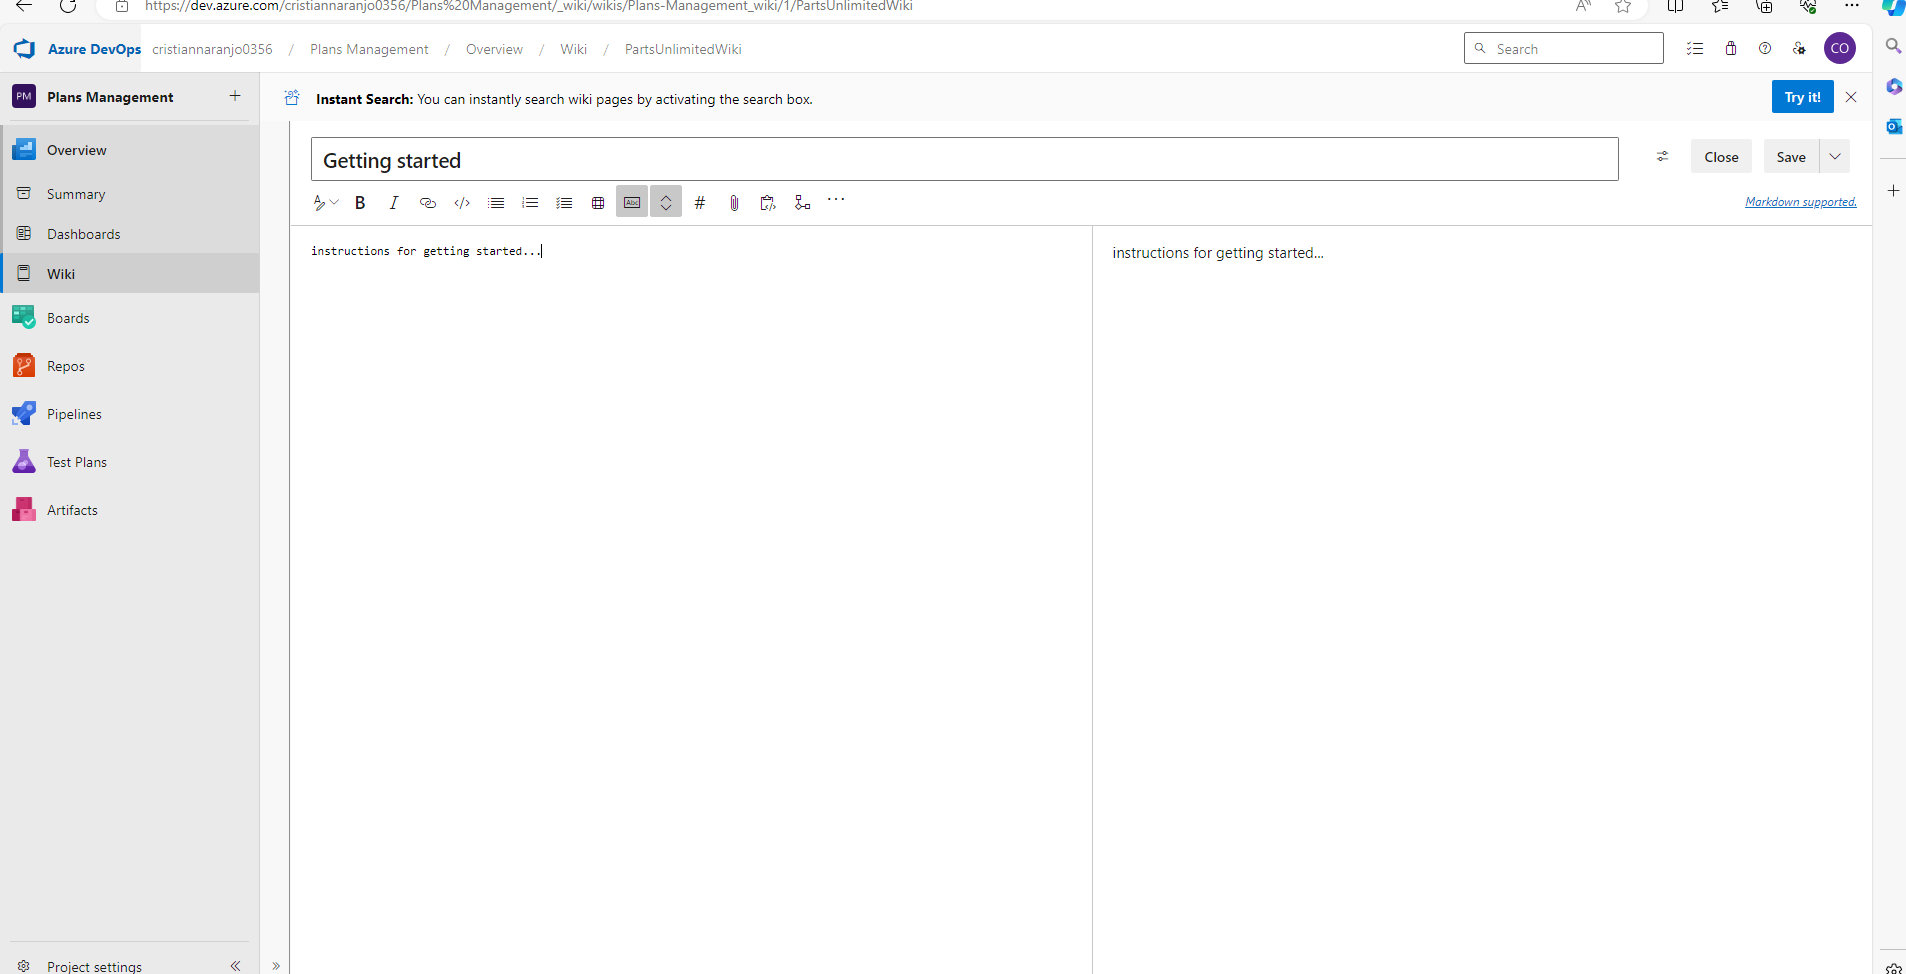 https://dev.azure.com/cristiannaranjo0356/Plans%20Management/_wiki/wikis/Plans-Management_wiki/1/PartsUnlimitedWiki
Azure DevOps cristiannaranjo0356 / Plans Management / Overview / Wiki / PartsUnlimitedWiki
Search
CO
PM Plans Management
Instant Search: You can instantly search wiki pages by activating the search box.
Try it!
Overview
Summary
Dashboards
Wiki
Boards
Repos
Pipelines
Test Plans
Artifacts
Project settings
Getting started
Close
Save
B I </> Abc # ...
Markdown supported.
instructions for getting started...
instructions for getting started...